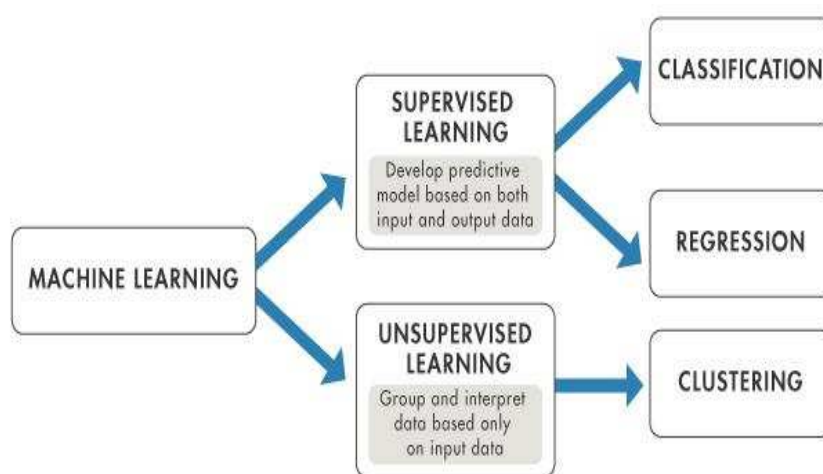 MACHINE LEARNING
SUPERVISED
LEARNING
Develop predictive
model based on both
input and output data
UNSUPERVISED
LEARNING
Group and interpret
data based only
on input data
CLASSIFICATION
REGRESSION
CLUSTERING